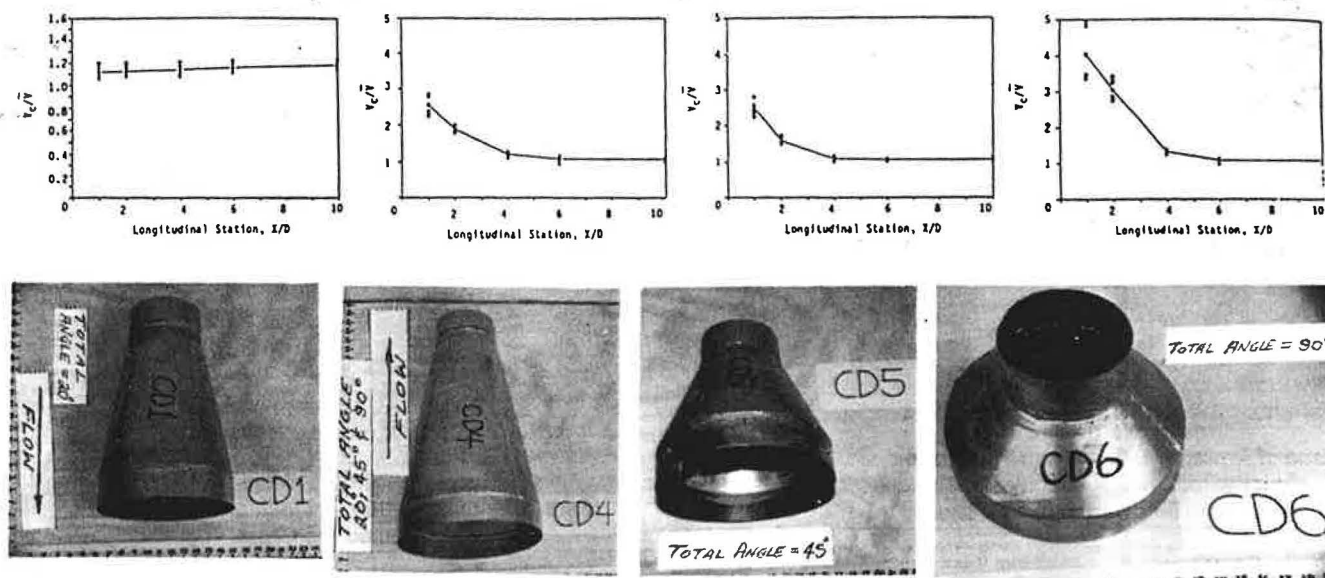 1.6
1.4
1.2
1.0
0.8
0.6
0.4
0.2
0
2
4
6
8
10
V̄c/V̄
Longitudinal Station, X/D
5
4
3
2
1
0
2
4
6
8
10
V̄c/V̄
Longitudinal Station, X/D
5
4
3
2
1
0
2
4
6
8
10
V̄c/V̄
Longitudinal Station, X/D
5
4
3
2
1
0
2
4
6
8
10
V̄c/V̄
Longitudinal Station, X/D
TOTAL
ANGLE = 20°
FLOW
CD1
CD1
TOTAL ANGLE
20°, 45° & 90°
FLOW
CD4
CD4
CD5
TOTAL ANGLE = 45°
TOTAL ANGLE = 90°
CD6
CD6